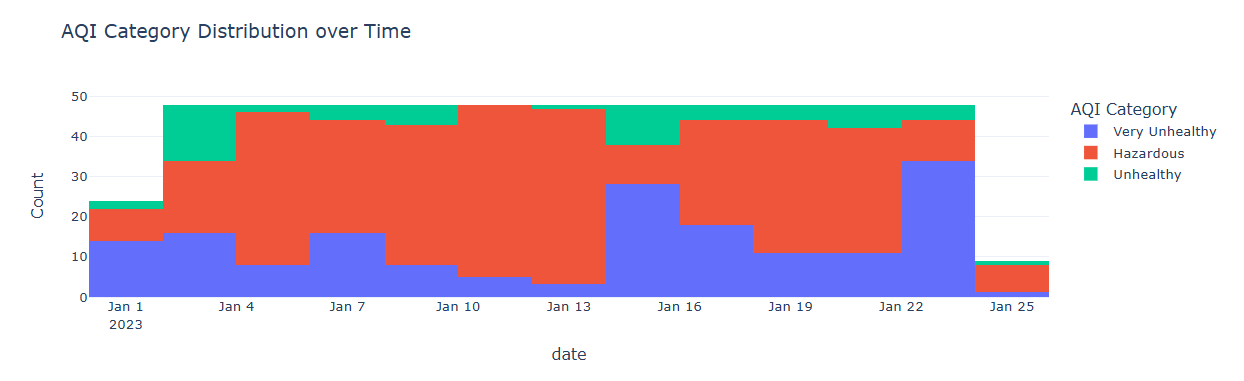 AQI Category Distribution over Time
50
40
30
20
10
0
Count
Jan 1
2023
Jan 4
Jan 7
Jan 10
Jan 13
Jan 16
Jan 19
Jan 22
Jan 25
date
AQI Category
Very Unhealthy
Hazardous
Unhealthy